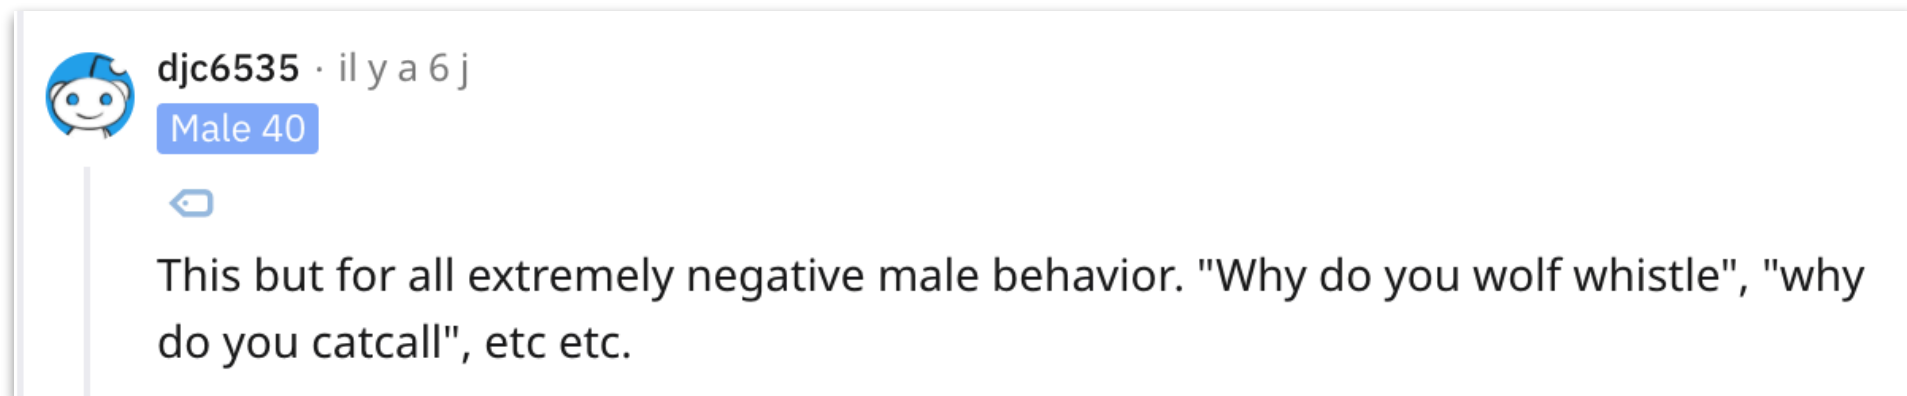 djc6535 · il y a 6 j
Male 40
This but for all extremely negative male behavior. "Why do you wolf whistle", "why
do you catcall", etc etc.